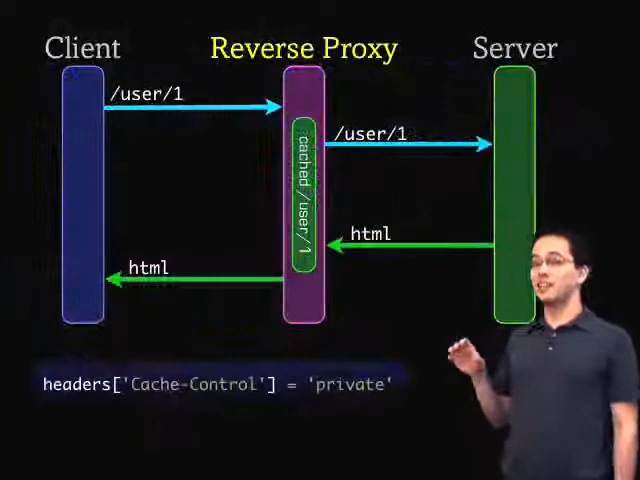 Client
Reverse Proxy
Server
/user/1
/user/1
cached /user/1
html
html
headers['Cache-Control'] = 'private'